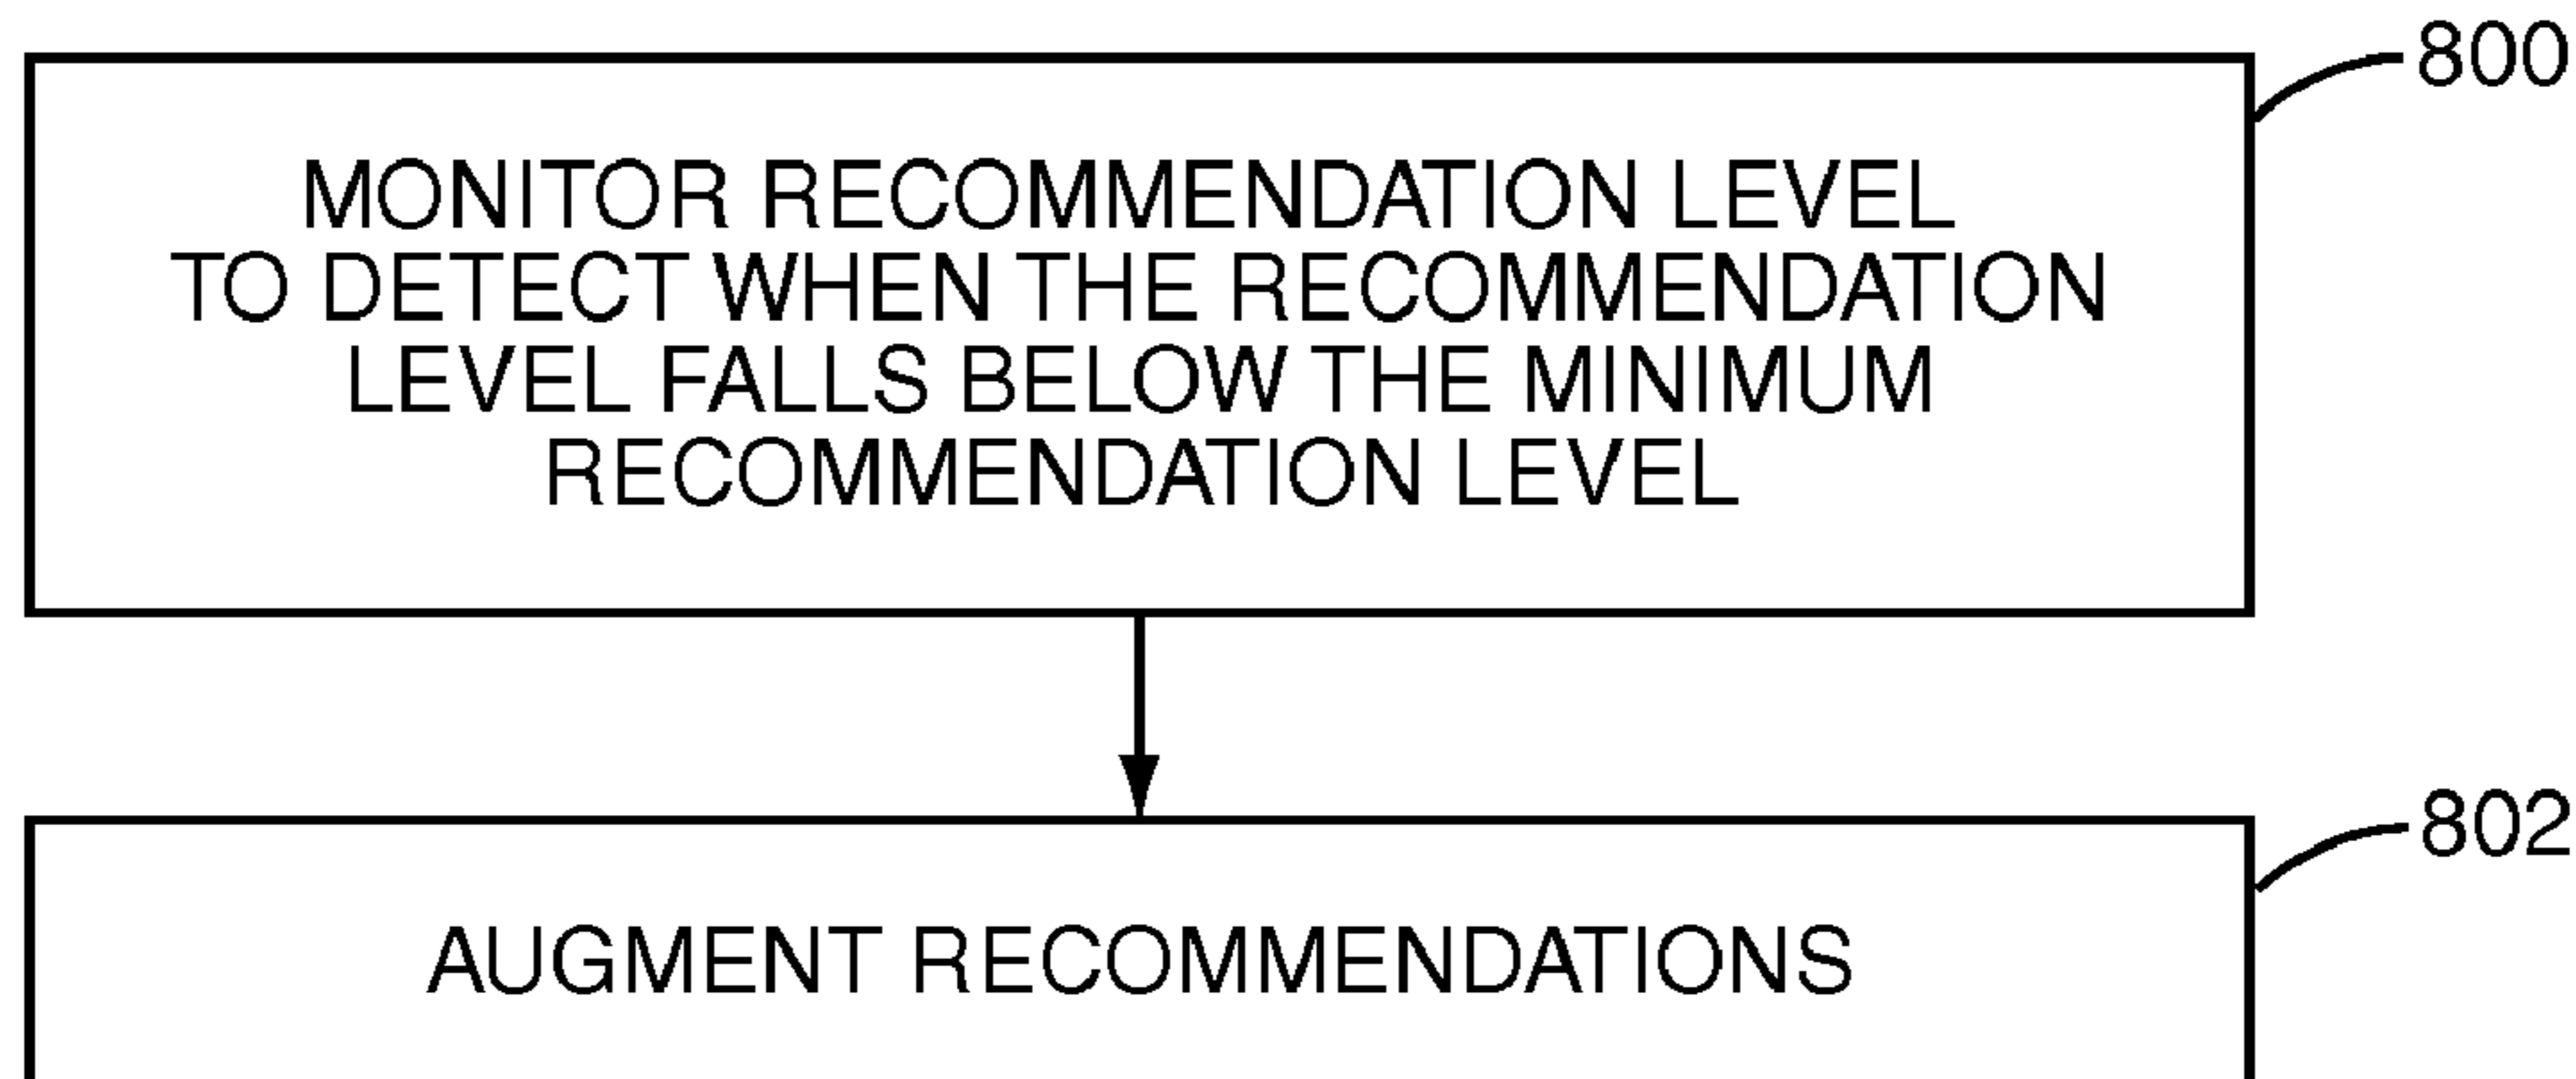 800
MONITOR RECOMMENDATION LEVEL
TO DETECT WHEN THE RECOMMENDATION
LEVEL FALLS BELOW THE MINIMUM
RECOMMENDATION LEVEL
802
AUGMENT RECOMMENDATIONS